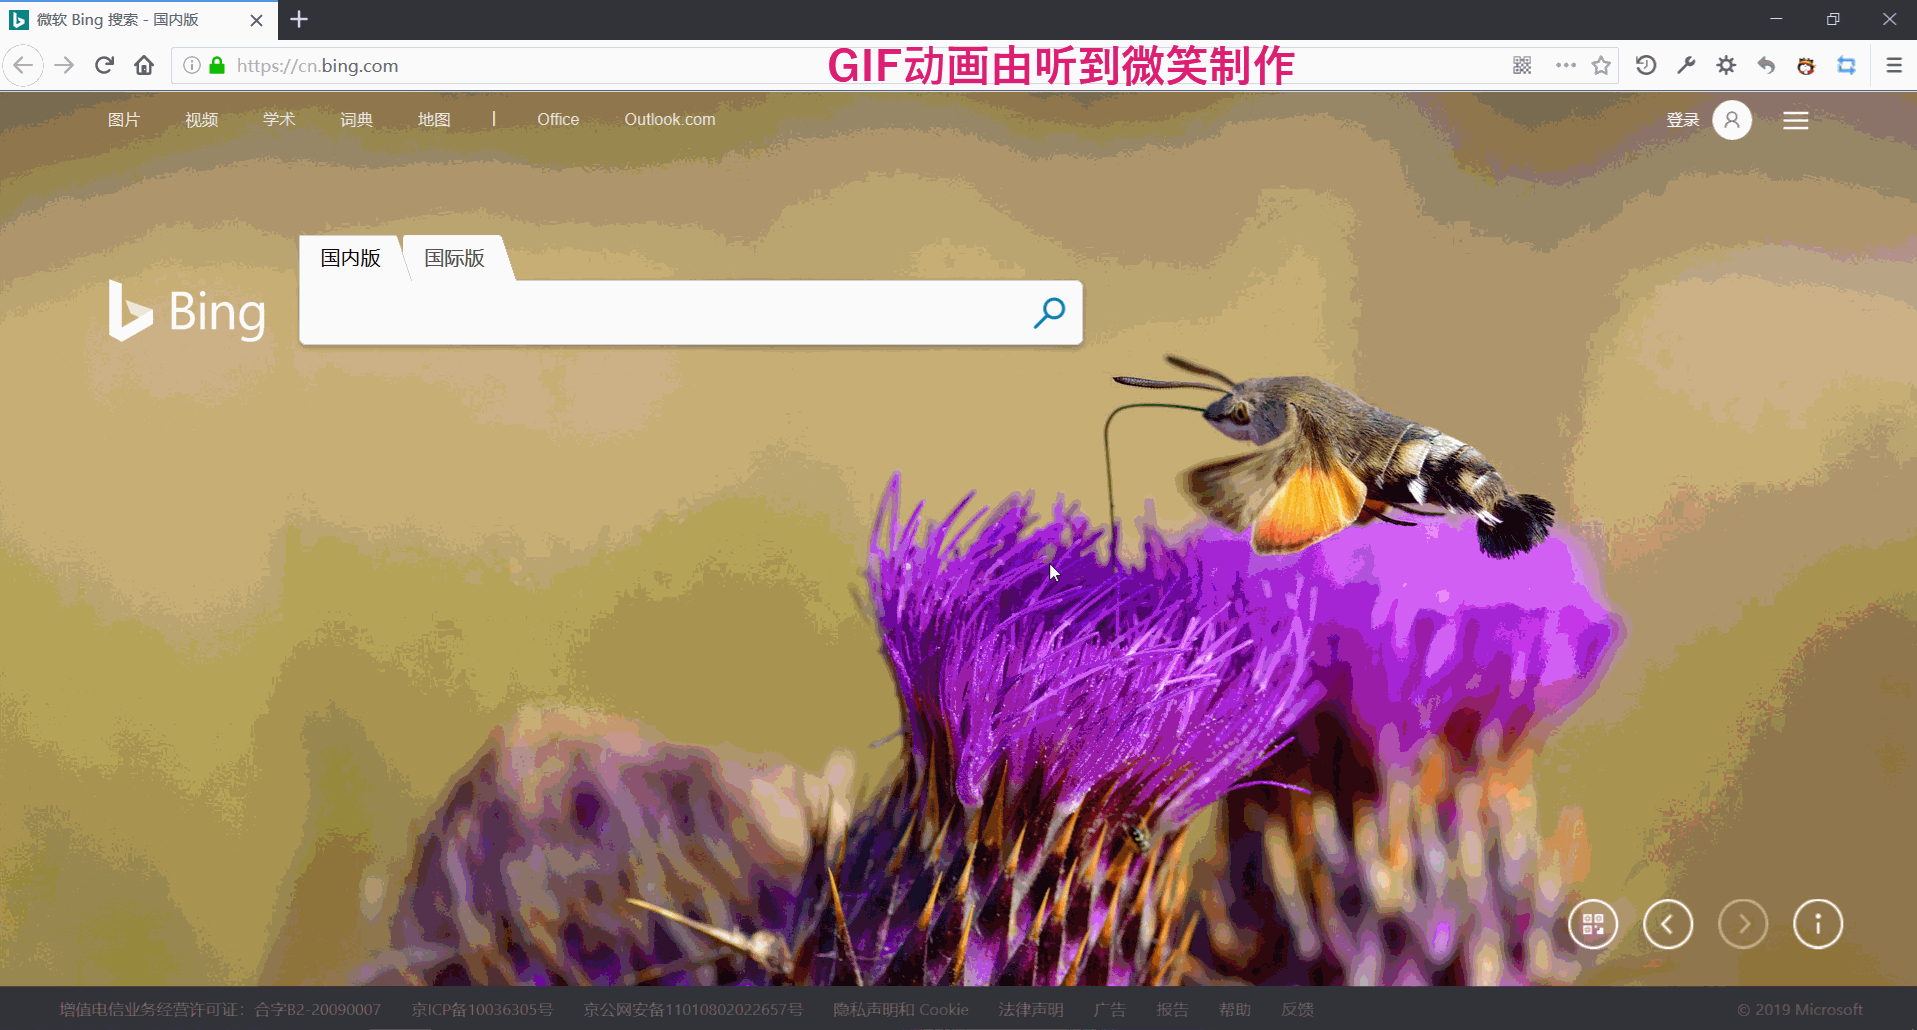 微软 Bing 搜索 - 国内版
https://cn.bing.com
GIF动画由听到微笑制作
图片 视频 学术 词典 地图 | Office Outlook.com
登录
国内版 国际版
Bing
增值电信业务经营许可证：合字B2-20090007 京ICP备10036305号 京公网安备11010802022657号 隐私声明和 Cookie 法律声明 广告 报告 帮助 反馈 © 2019 Microsoft